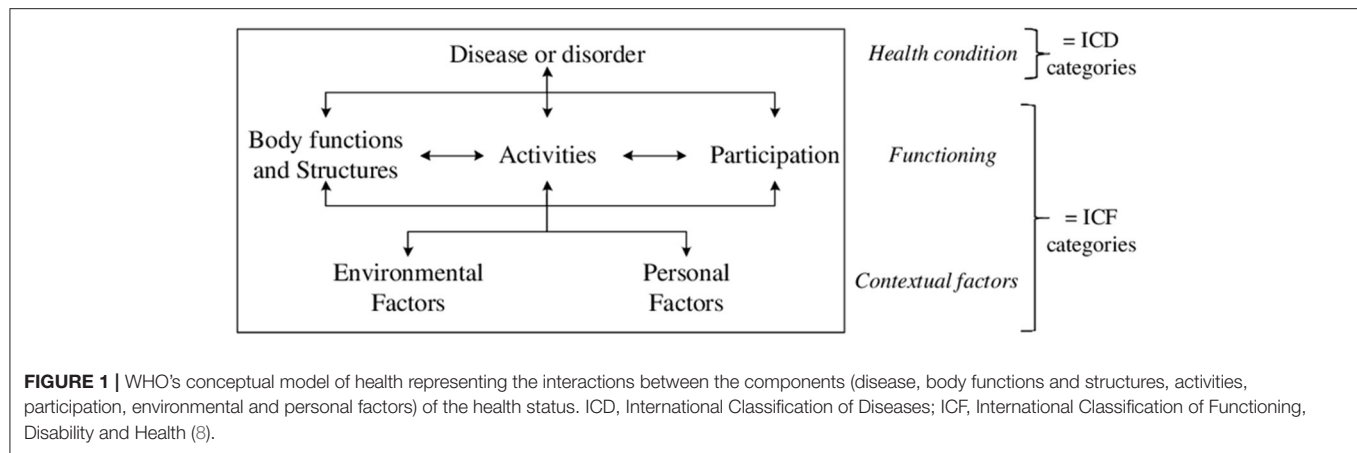 Disease or disorder
Health condition
= ICD
categories
Body functions
and Structures
Activities
Participation
Functioning
= ICF
categories
Environmental
Factors
Personal
Factors
Contextual factors
FIGURE 1 | WHO's conceptual model of health representing the interactions between the components (disease, body functions and structures, activities,
participation, environmental and personal factors) of the health status. ICD, International Classification of Diseases; ICF, International Classification of Functioning,
Disability and Health (8).